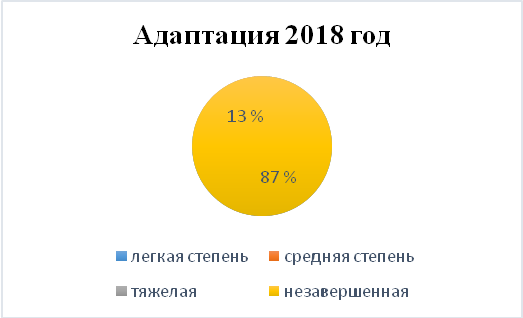 Адаптация 2018 год
13 %
87 %
легкая степень
средняя степень
тяжелая
незавершенная